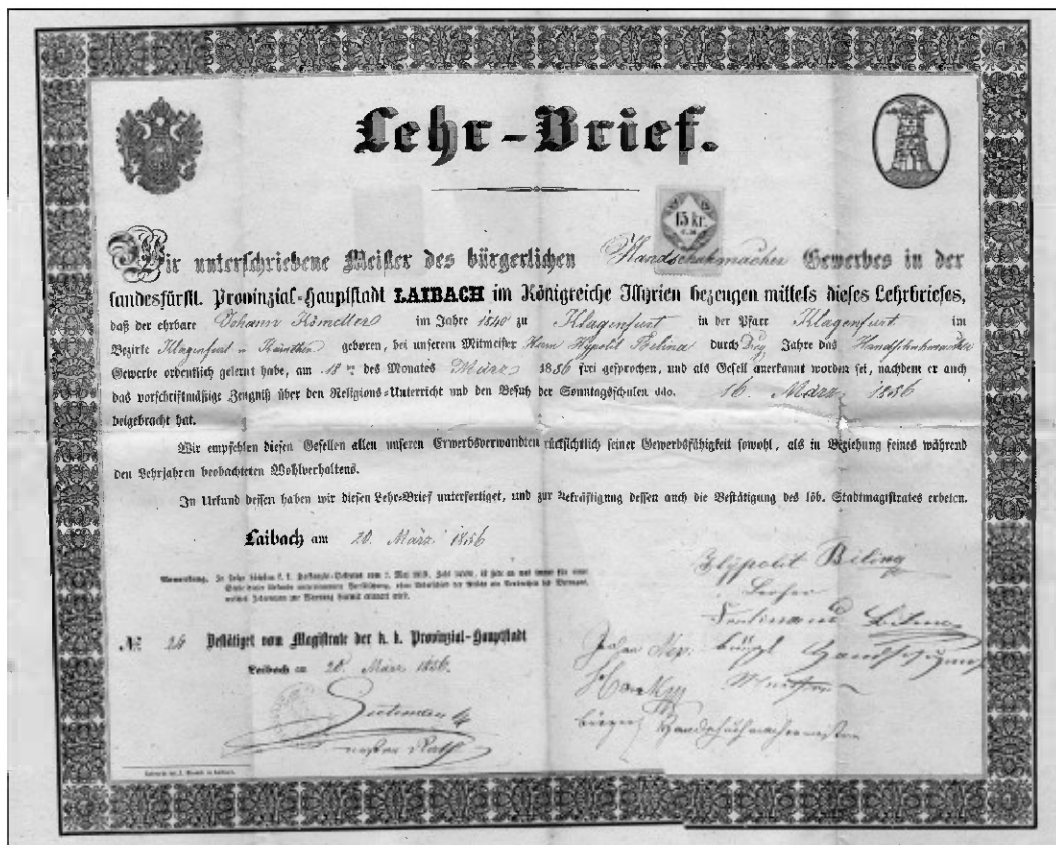 Lehr-Brief.
15 kr.
C.M.
Wir unterschriebene Meister des bürgerlichen Handschuhmacher Gewerbes in der
landesfürstl. Provinzial-Hauptstadt LAIBACH im Königreiche Illyrien bezeugen mittels dieses Lehrbriefes,
daß der ehrbare Johann im Jahre 1840 zu Klagenfurt in der Pfarr Klagenfurt im
Bezirke Klagenfurt Kärnthen geboren, bei unserem Mitmeister Herrn Hypolit durch Jahre das Handschuhmacher
Gewerbe ordentlich gelernt habe, am 18 des Monates März 1856 frei gesprochen, und als Gesell anerkannt worden sei, nachdem er auch
das vorschriftmäßige Zeugniß über den Religions-Unterricht und den Besuch der Sonntagsschulen ddo. 16. März 1856
beigebracht hat.
Wir empfehlen diesen Gesellen allen unseren Erwerbsverwandten rücksichtlich seiner Gewerbsfähigkeit sowohl, als in Beziehung seines während
den Lehrjahren beobachteten Wohlverhaltens.
In Urkund dessen haben wir diesen Lehr-Brief unterfertiget, und zur Bekräftigung dessen auch die Bestätigung des löb. Stadtmagistrates erbeten.
Laibach am 20. März 1856
Hypolit
Anmerkung.
Ferdinand
No. 24 Bestätiget vom Magistrate der k. k. Provinzial-Hauptstadt
Laibach am 20. März 1856.
bürgl Handschuhmachermeister